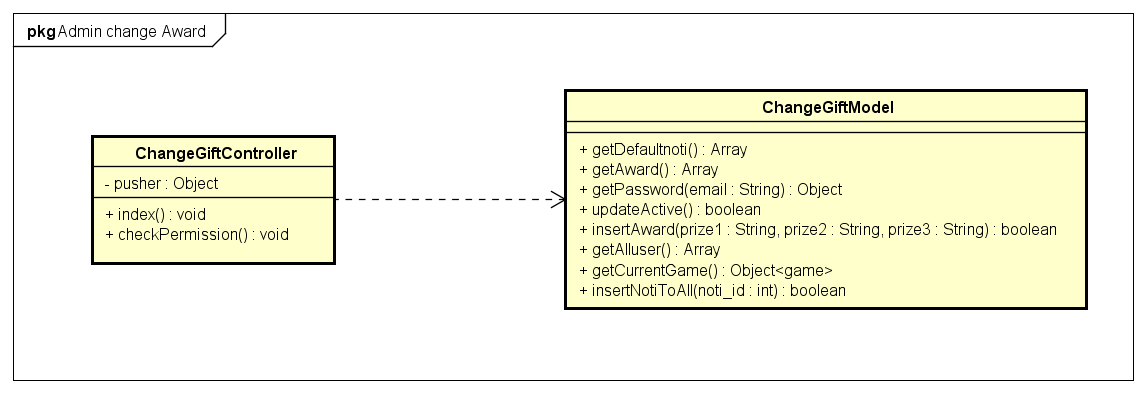 pkg Admin change Award
ChangeGiftController
- pusher : Object
+ index() : void
+ checkPermission() : void
ChangeGiftModel
+ getDefaultnoti() : Array
+ getAward() : Array
+ getPassword(email : String) : Object
+ updateActive() : boolean
+ insertAward(prize1 : String, prize2 : String, prize3 : String) : boolean
+ getAlluser() : Array
+ getCurrentGame() : Object<game>
+ insertNotiToAll(noti_id : int) : boolean